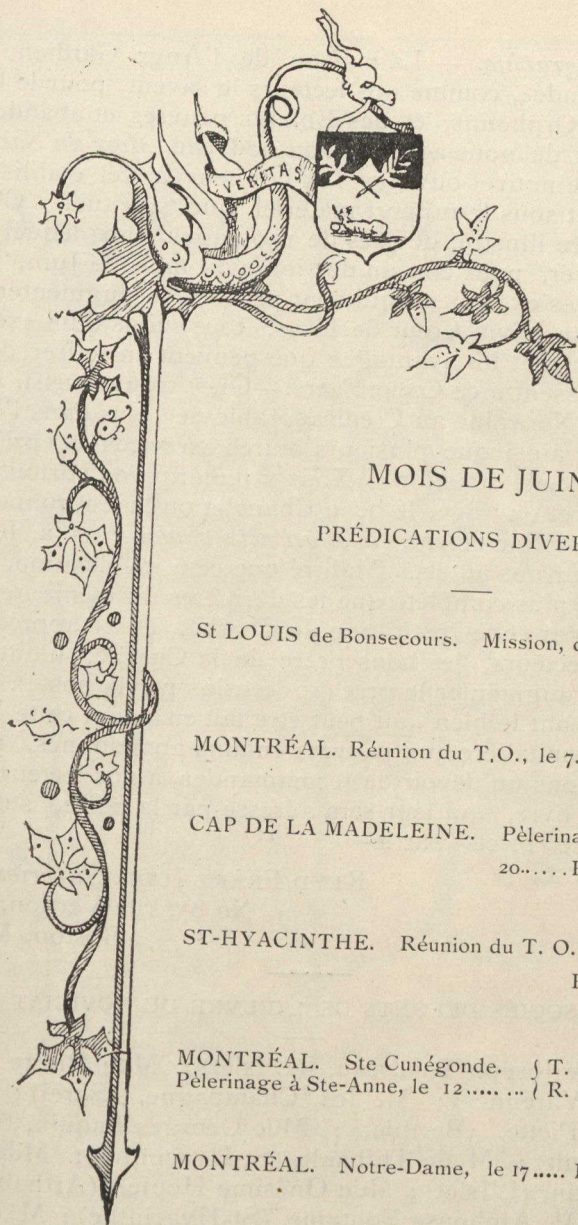 VERITAS
MOIS DE JUIN
PRÉDICATIONS DIVER
St LOUIS de Bonsecours. Mission, d
MONTRÉAL. Réunion du T.O., le 7.
CAP DE LA MADELEINE. Pèlerina
20.....
ST-HYACINTHE. Réunion du T. O.
MONTRÉAL. Ste Cunégonde. { T.
Pèlerinage à Ste-Anne, le 12..... ... { R.
MONTRÉAL. Notre-Dame, le 17.....